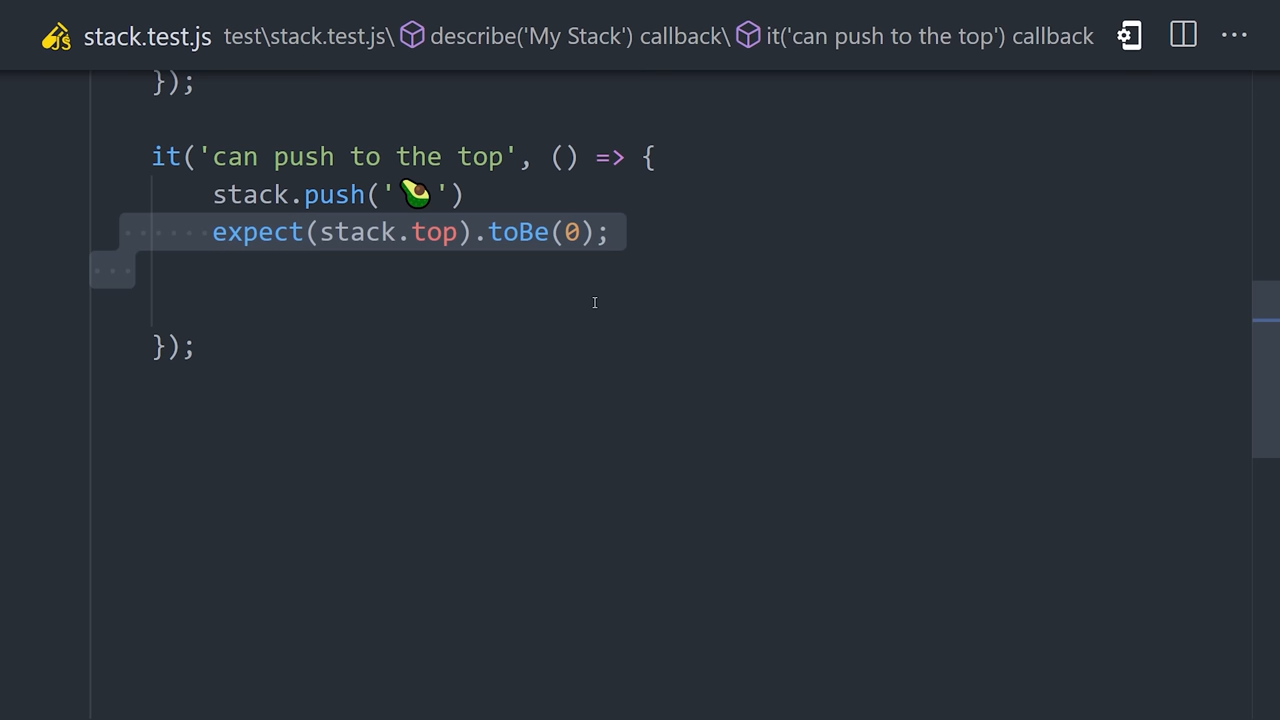 stack.test.js test\stack.test.js\ describe('My Stack') callback\ it('can push to the top') callback
});
it('can push to the top', () => {
stack.push('🥑')
expect(stack.top).toBe(0);
});